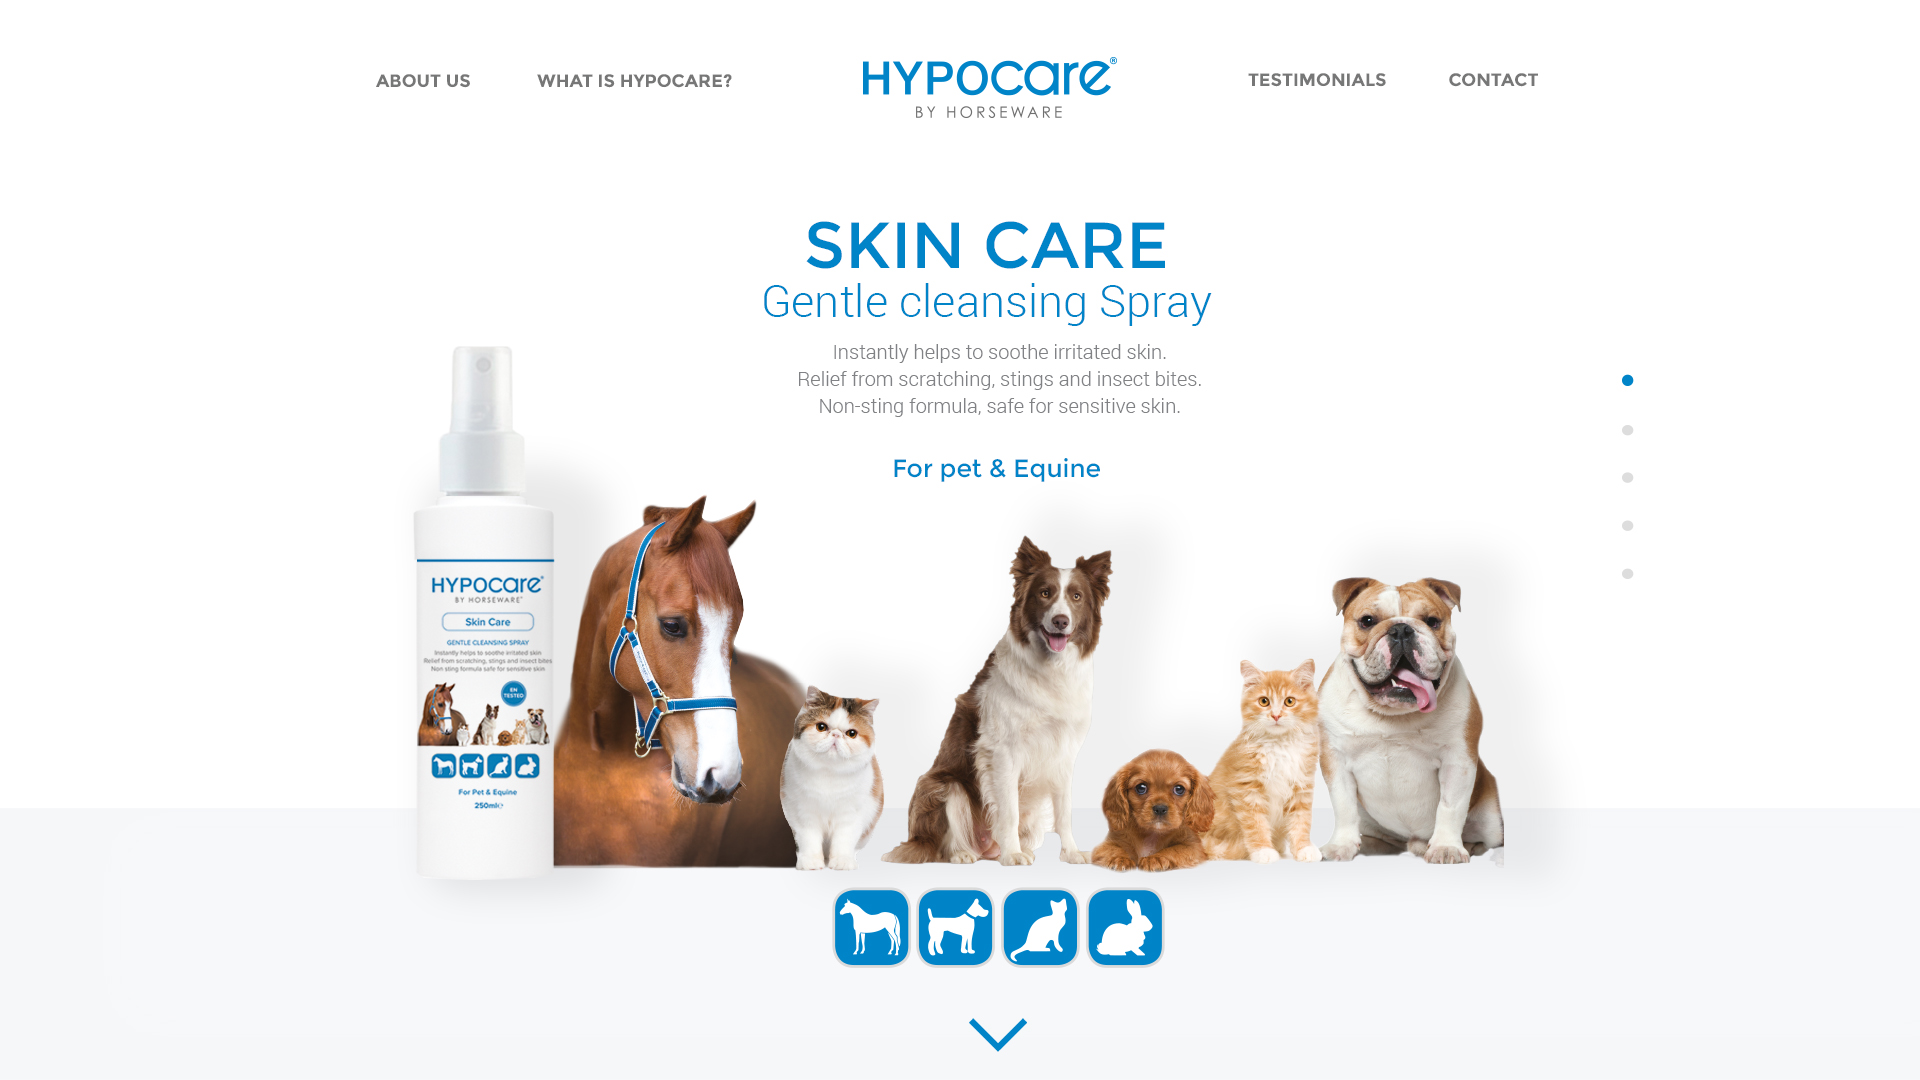 ABOUT US
WHAT IS HYPOCARE?
HYPOCare®
BY HORSEWARE
TESTIMONIALS
CONTACT
SKIN CARE
Gentle cleansing Spray
Instantly helps to soothe irritated skin.
Relief from scratching, stings and insect bites.
Non-sting formula, safe for sensitive skin.
For pet & Equine
HYPOCare®
BY HORSEWARE
Skin Care
GENTLE CLEANSING SPRAY
Instantly helps to soothe irritated skin
Relief from scratching, stings and insect bites
Non sting formula safe for sensitive skin
EN
TESTED
For Pet & Equine
250ml℮